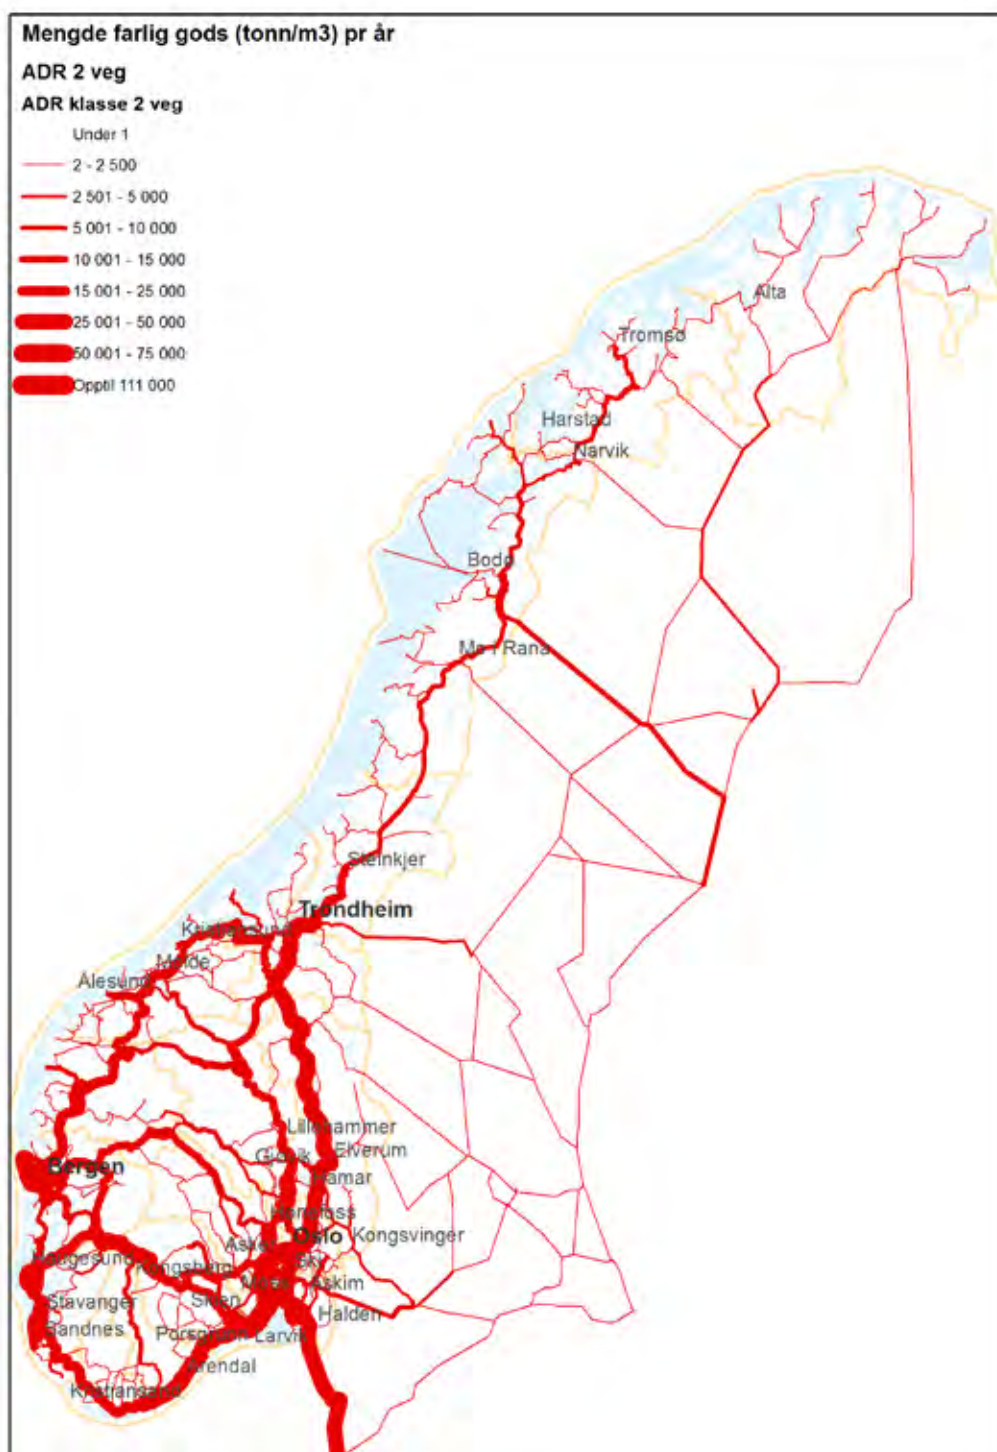 Mengde farlig gods (tonn/m3) pr år
ADR 2 veg
ADR klasse 2 veg
Under 1
2 - 2 500
2 501 - 5 000
5 001 - 10 000
10 001 - 15 000
15 001 - 25 000
25 001 - 50 000
50 001 - 75 000
Opptil 111 000
Alta
Tromsø
Harstad
Narvik
Bodø
Mo i Rana
Steinkjer
Trondheim
Kristiansund
Molde
Ålesund
Lillehammer
Gjøvik
Elverum
Bergen
Hamar
Hønefoss
Oslo
Kongsvinger
Asker
Ski
Haugesund
Kongsberg
Moss
Askim
Stavanger
Skien
Halden
Sandnes
Porsgrunn
Larvik
Arendal
Kristiansand